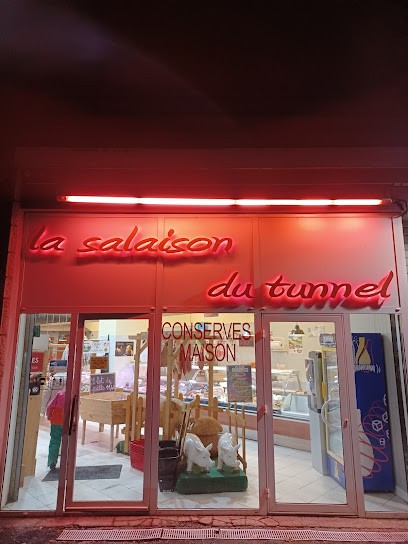 la salaison
du tunnel
CONSERVES
MAISON